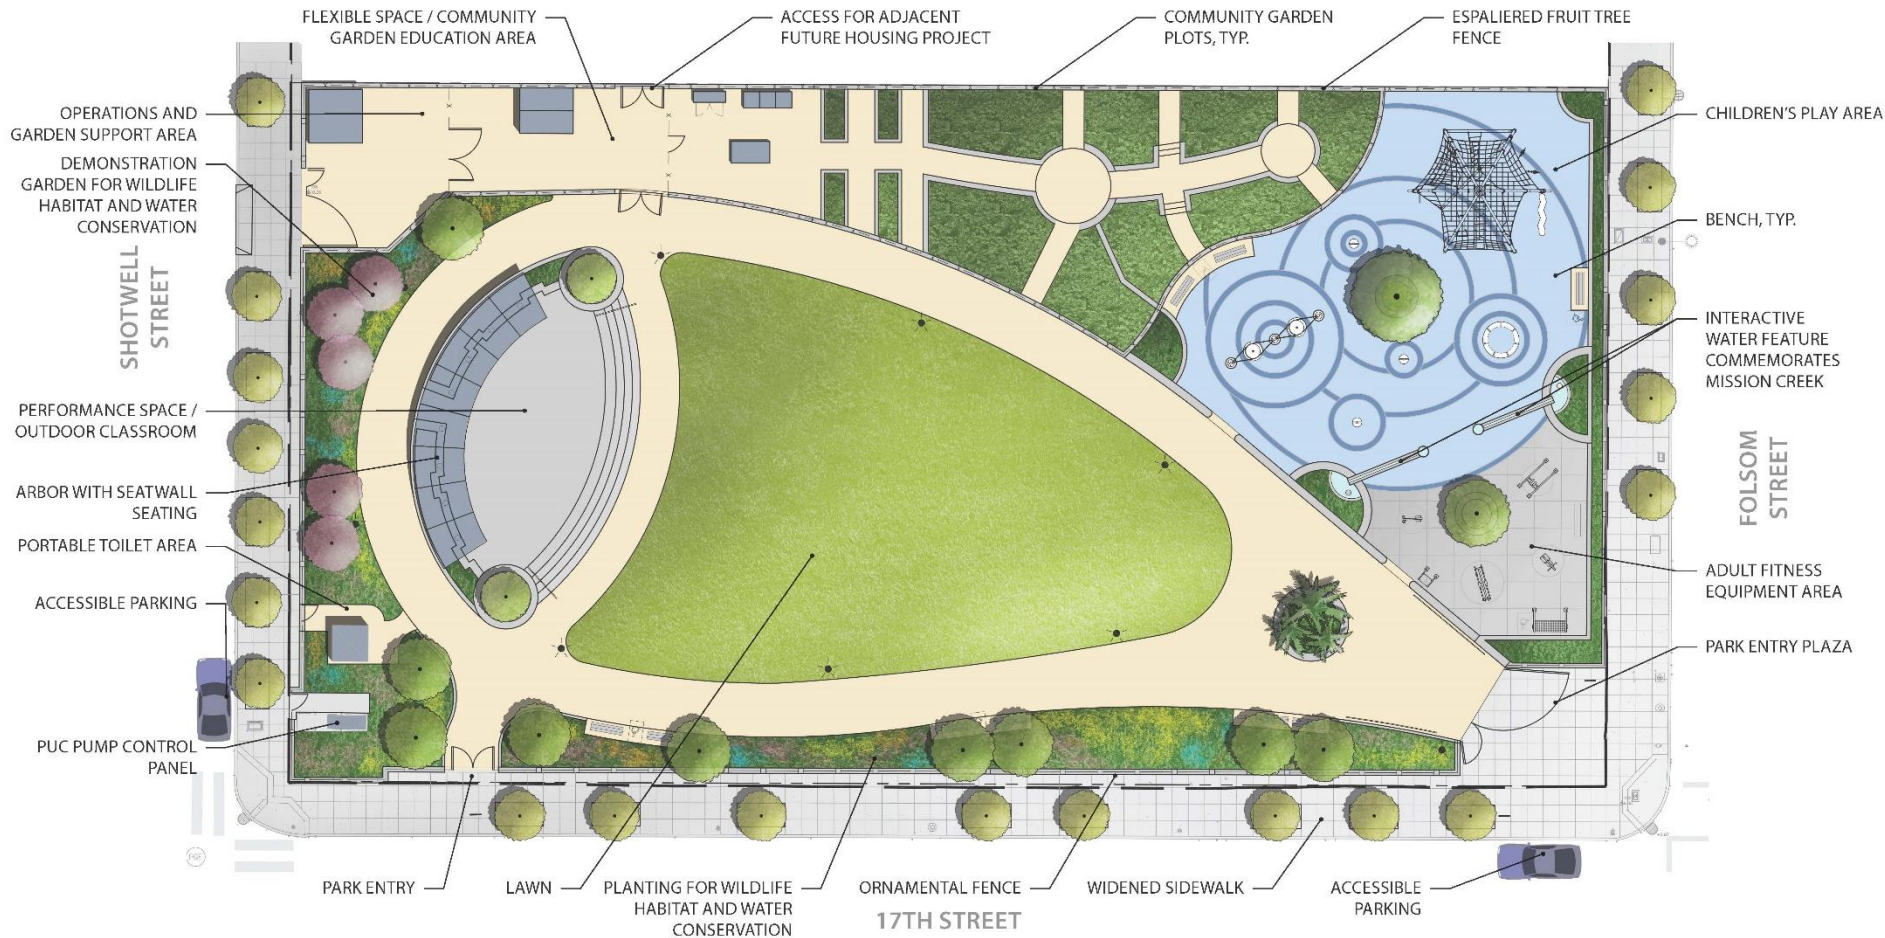 FLEXIBLE SPACE / COMMUNITY
GARDEN EDUCATION AREA
ACCESS FOR ADJACENT
FUTURE HOUSING PROJECT
COMMUNITY GARDEN
PLOTS, TYP.
ESPALIERED FRUIT TREE
FENCE
OPERATIONS AND
GARDEN SUPPORT AREA
DEMONSTRATION
GARDEN FOR WILDLIFE
HABITAT AND WATER
CONSERVATION
SHOTWELL
STREET
PERFORMANCE SPACE /
OUTDOOR CLASSROOM
ARBOR WITH SEATWALL
SEATING
PORTABLE TOILET AREA
ACCESSIBLE PARKING
PUC PUMP CONTROL
PANEL
CHILDREN'S PLAY AREA
BENCH, TYP.
INTERACTIVE
WATER FEATURE
COMMEMORATES
MISSION CREEK
FOLSOM
STREET
ADULT FITNESS
EQUIPMENT AREA
PARK ENTRY PLAZA
PARK ENTRY
LAWN
PLANTING FOR WILDLIFE
HABITAT AND WATER
CONSERVATION
ORNAMENTAL FENCE
WIDENED SIDEWALK
ACCESSIBLE
PARKING
17TH STREET